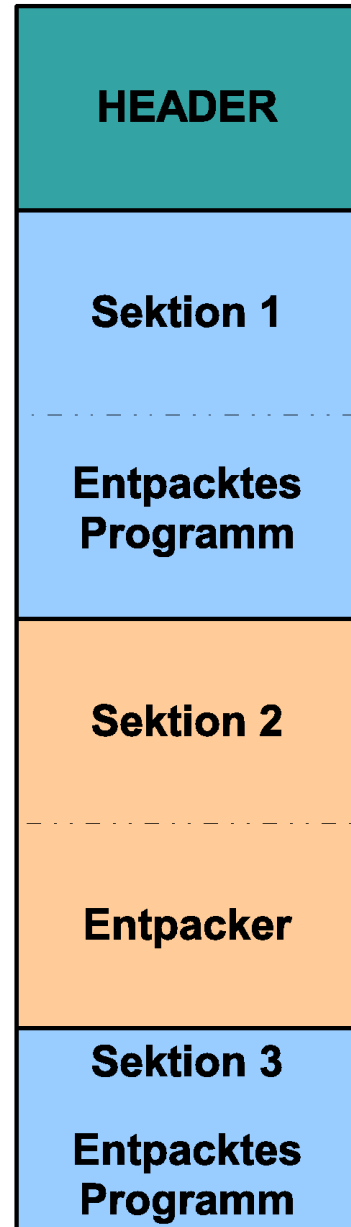 HEADER
Sektion 1
Entpacktes
Programm
Sektion 2
Entpacker
Sektion 3
Entpacktes
Programm